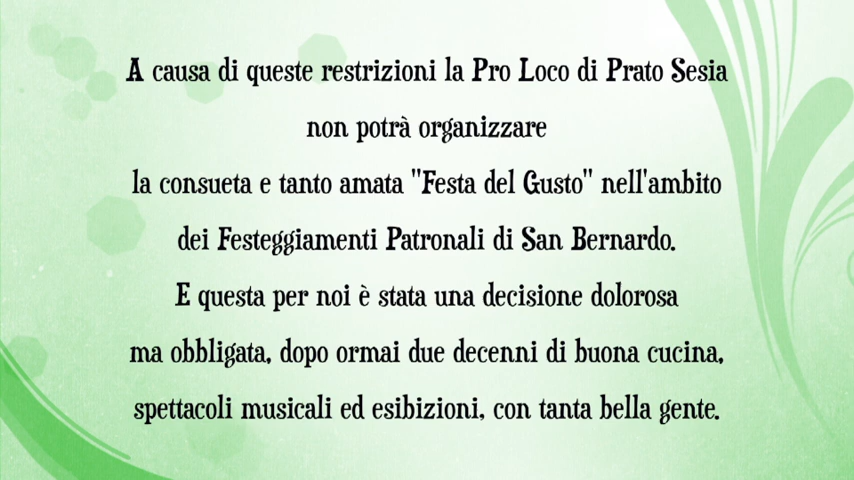 A causa di queste restrizioni la Pro Loco di Prato Sesia
non potrà organizzare
la consueta e tanto amata "Festa del Gusto" nell'ambito
dei Festeggiamenti Patronali di San Bernardo.
E questa per noi è stata una decisione dolorosa
ma obbligata, dopo ormai due decenni di buona cucina,
spettacoli musicali ed esibizioni, con tanta bella gente.